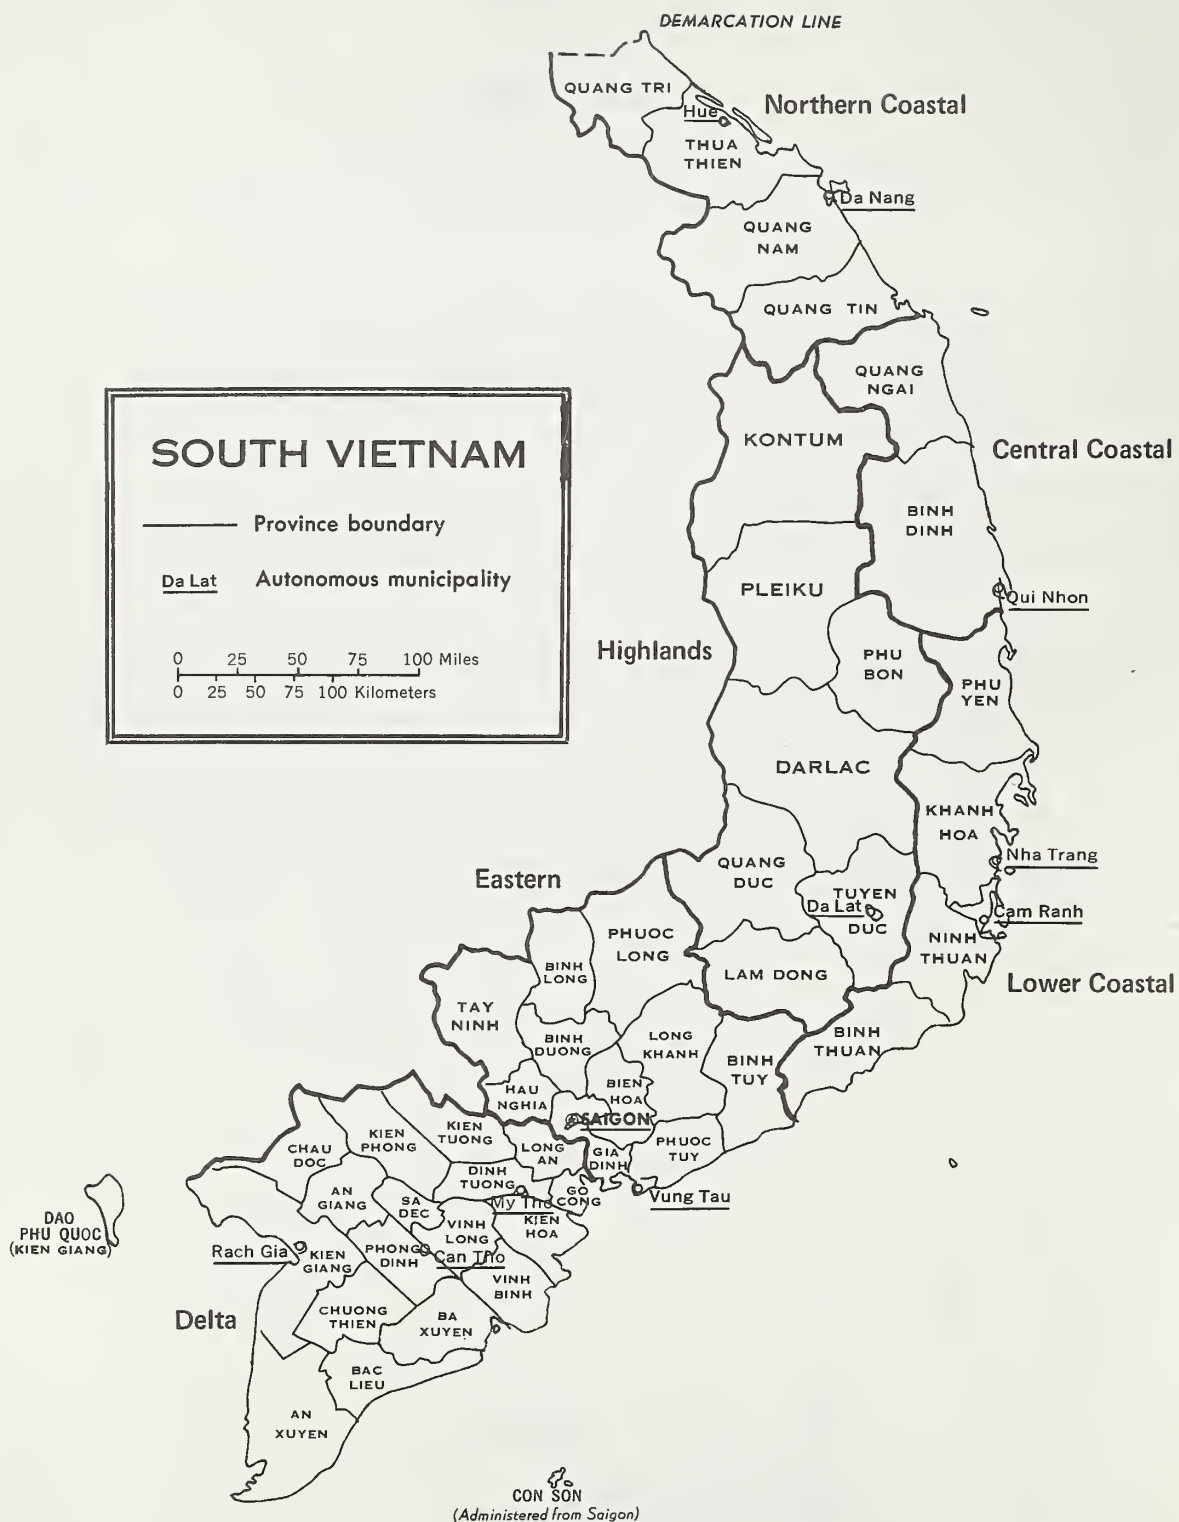 DEMARCATION LINE
QUANG TRI
Northern Coastal
Hue
THUA
THIEN
Da Nang
QUANG
NAM
QUANG TIN
QUANG
NGAI
SOUTH VIETNAM
Province boundary
Da Lat Autonomous municipality
0 25 50 75 100 Miles
0 25 50 75 100 Kilometers
KONTUM
Central Coastal
BINH
DINH
PLEIKU
Qui Nhon
Highlands
PHU
BON
PHU
YEN
DARLAC
KHANH
HOA
Nha Trang
QUANG
DUC
TUYEN
DUC
Da Lat
Cam Ranh
Eastern
PHUOC
LONG
NINH
THUAN
BINH
LONG
LAM DONG
Lower Coastal
TAY
NINH
BINH
DUONG
LONG
KHANH
BINH
TUY
BINH
THUAN
HAU
NGHIA
BIEN
HOA
SAIGON
KIEN
TUONG
KIEN
PHONG
CHAU
DOC
LONG
AN
GIA
DINH
PHUOC
TUY
DINH
TUONG
AN
GIANG
SA
DEC
My Tho
GO
CONG
Vung Tau
DAO
PHU QUOC
(KIEN GIANG)
VINH
LONG
KIEN
HOA
Rach Gia
KIEN
GIANG
PHONG
DINH
Can Tho
VINH
BINH
Delta
CHUONG
THIEN
BA
XUYEN
BAC
LIEU
AN
XUYEN
CON SON
(Administered from Saigon)